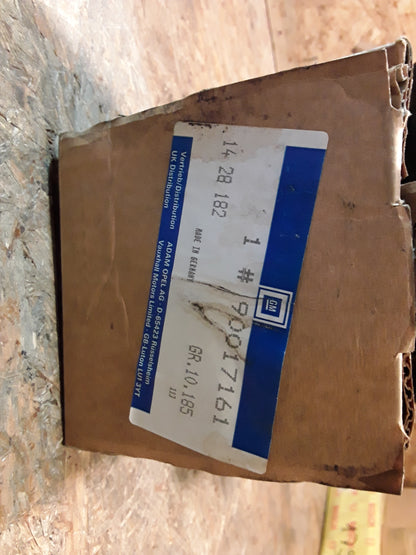 GM
14 28 182
1 # 90017161
MADE IN GERMANY
GR.10.185
Vertrieb/Distribution
UK Distribution
ADAM OPEL AG · D-65423 Rüsselsheim
Vauxhall Motors Limited · GB-Luton LU1 3YT